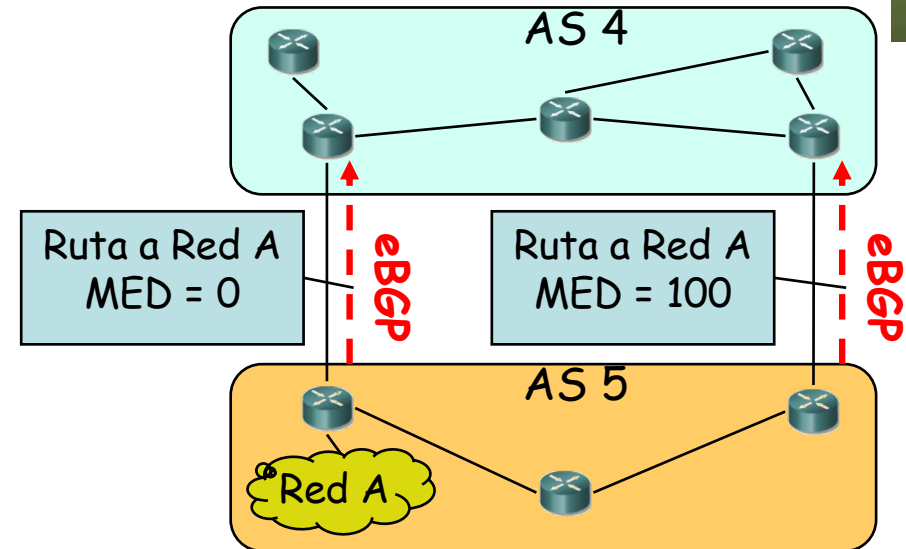 AS 4
Ruta a Red A
MED = 0
eBGP
Ruta a Red A
MED = 100
eBGP
AS 5
Red A